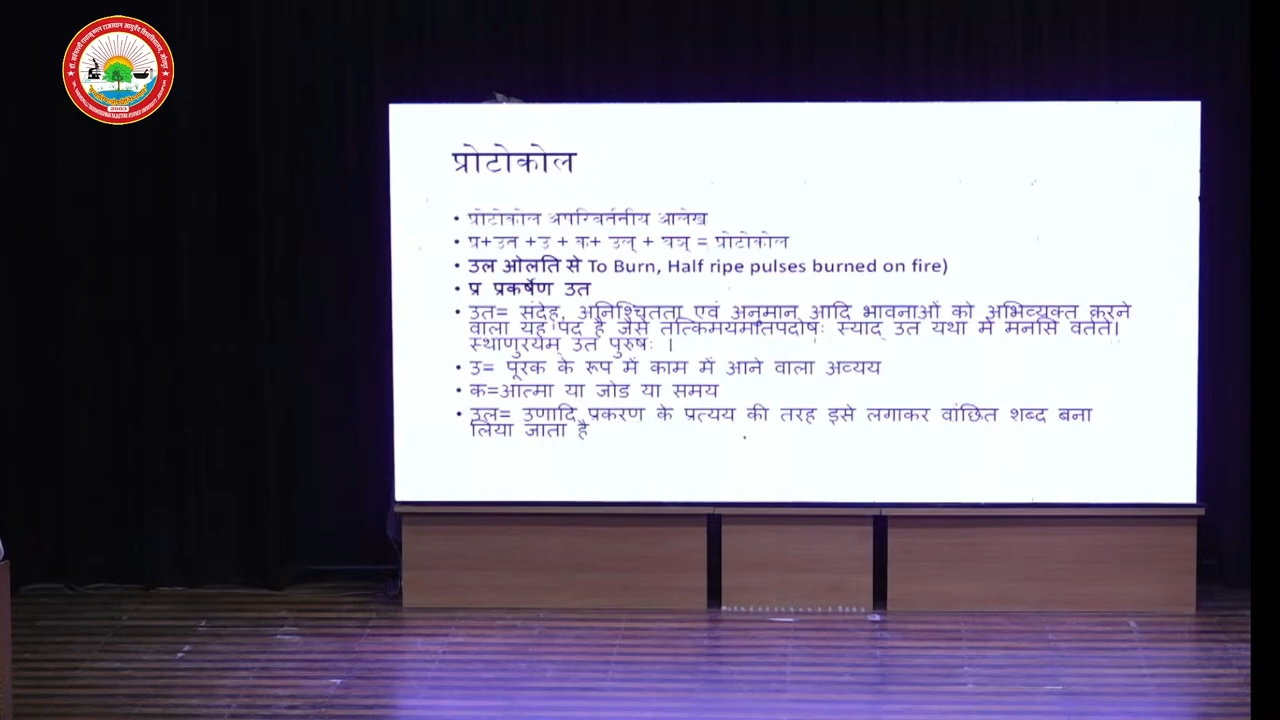 2003
प्रोटोकोल
• प्रोटोकोल अपरिवर्तनीय आलेख
• प्र+उत +उ + क+ उल् + घञ् = प्रोटोकोल
• उल ओलति से To Burn, Half ripe pulses burned on fire)
• प्र प्रकर्षेण उत
• उत= संदेह, अनिश्चितता एवं अनुमान आदि भावनाओं को अभिव्यक्त करने
वाला यह पद है जैसे तत्किमयमातपदोषः स्याद् उत यथा मे मनसि वर्तते।
स्थाणुरयम् उत पुरुषः ।
• उ= पूरक के रूप में काम में आने वाला अव्यय
• क=आत्मा या जोड या समय
• उल= उणादि प्रकरण के प्रत्यय की तरह इसे लगाकर वांछित शब्द बना
लिया जाता है